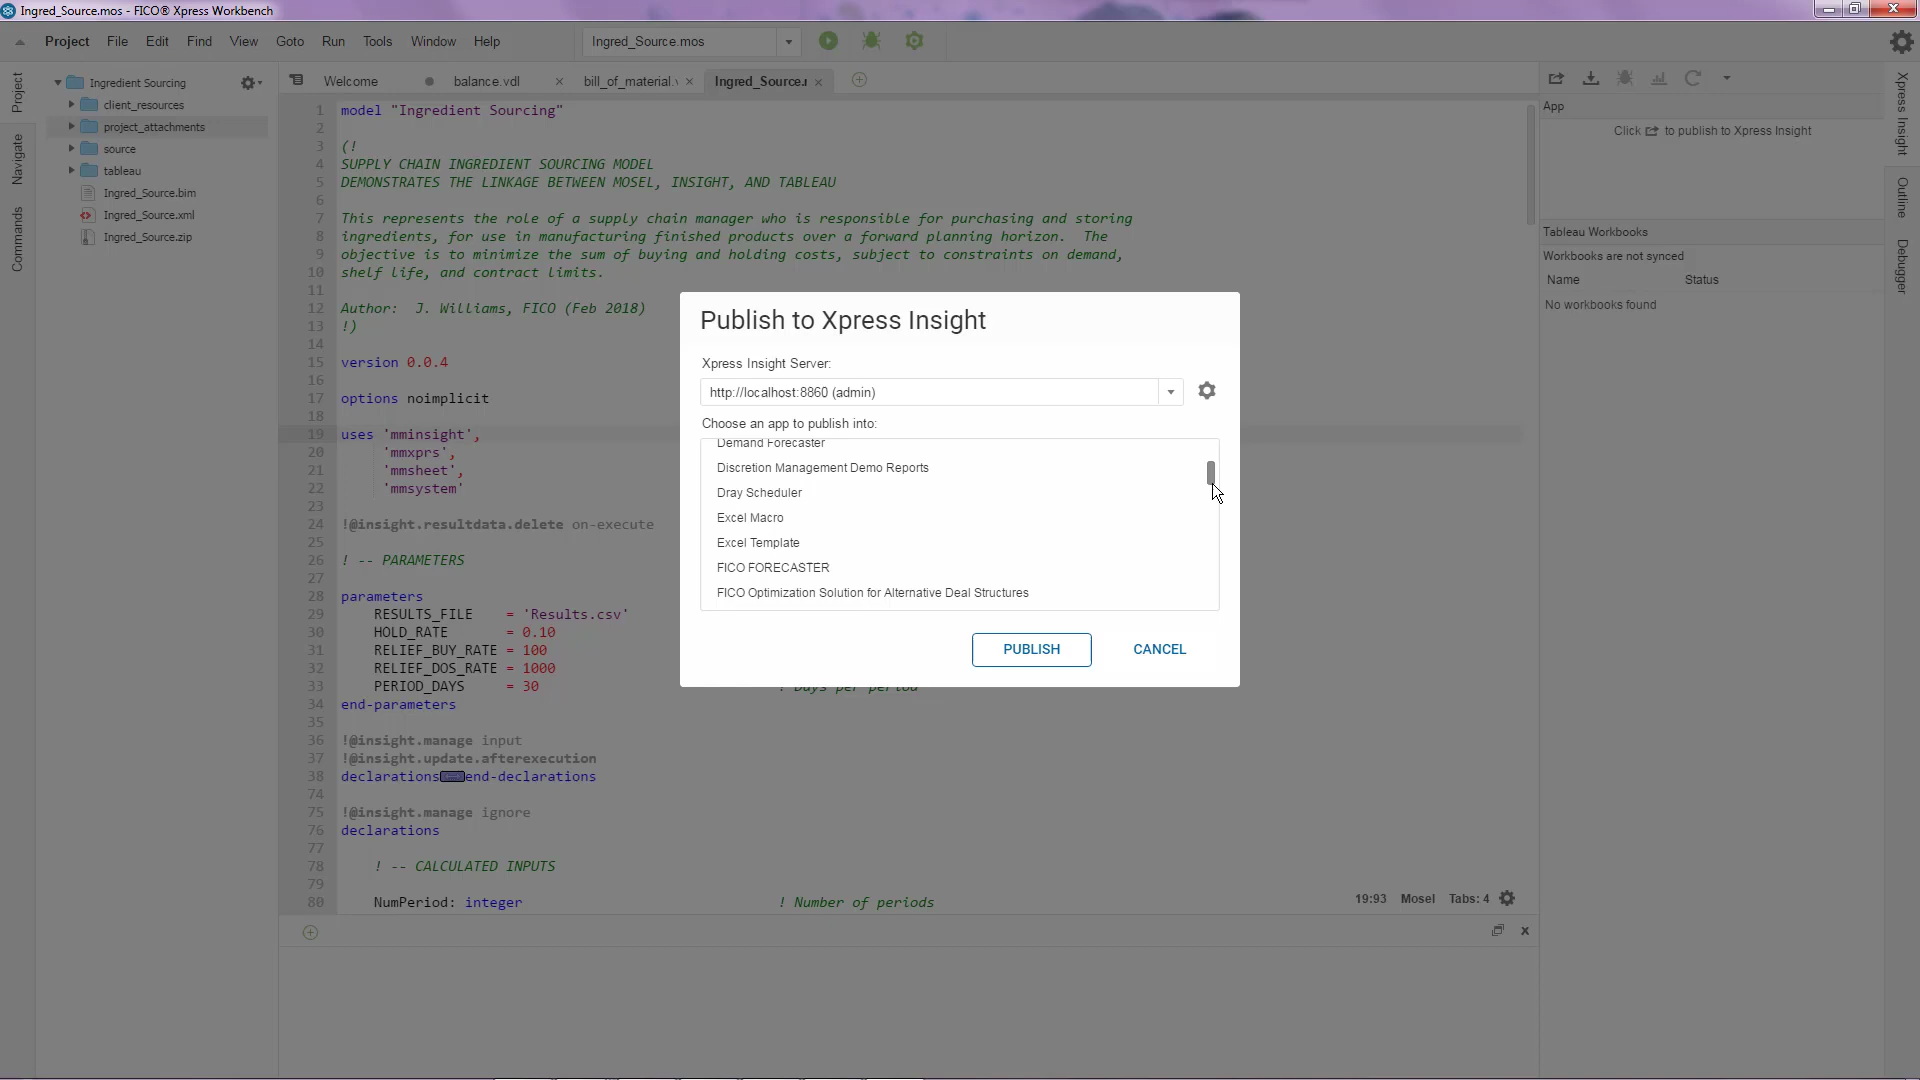 Ingred_Source.mos - FICO® Xpress Workbench
Project File Edit Find View Goto Run Tools Window Help
Ingred_Source.mos
Project
Navigate
Commands
Ingredient Sourcing
client_resources
project_attachments
source
tableau
Ingred_Source.bim
Ingred_Source.xml
Ingred_Source.zip
Welcome balance.vdl bill_of_material. Ingred_Source.
1 model "Ingredient Sourcing"
2
3 (!
4 SUPPLY CHAIN INGREDIENT SOURCING MODEL
5 DEMONSTRATES THE LINKAGE BETWEEN MOSEL, INSIGHT, AND TABLEAU
6
7 This represents the role of a supply chain manager who is responsible for purchasing and storing
8 ingredients, for use in manufacturing finished products over a forward planning horizon. The
9 objective is to minimize the sum of buying and holding costs, subject to constraints on demand,
10 shelf life, and contract limits.
11
12 Author: J. Williams, FICO (Feb 2018)
13 !)
14
15 version 0.0.4
16
17 options noimplicit
18
19 uses 'mminsight',
20 'mmxprs',
21 'mmsheet',
22 'mmsystem'
23
24 !@insight.resultdata.delete on-execute
25
26 ! -- PARAMETERS
27
28 parameters
29 RESULTS_FILE = 'Results.csv'
30 HOLD_RATE = 0.10
31 RELIEF_BUY_RATE = 100
32 RELIEF_DOS_RATE = 1000
33 PERIOD_DAYS = 30 ! Days per period
34 end-parameters
35
36 !@insight.manage input
37 !@insight.update.afterexecution
38 declarations end-declarations
74
75 !@insight.manage ignore
76 declarations
77
78 ! -- CALCULATED INPUTS
79
80 NumPeriod: integer ! Number of periods
19:93 Mosel Tabs: 4
Publish to Xpress Insight
Xpress Insight Server:
http://localhost:8860 (admin)
Choose an app to publish into:
Demand Forecaster
Discretion Management Demo Reports
Dray Scheduler
Excel Macro
Excel Template
FICO FORECASTER
FICO Optimization Solution for Alternative Deal Structures
PUBLISH CANCEL
App
Click to publish to Xpress Insight
Tableau Workbooks
Workbooks are not synced
Name Status
No workbooks found
Xpress Insight
Outline
Debugger